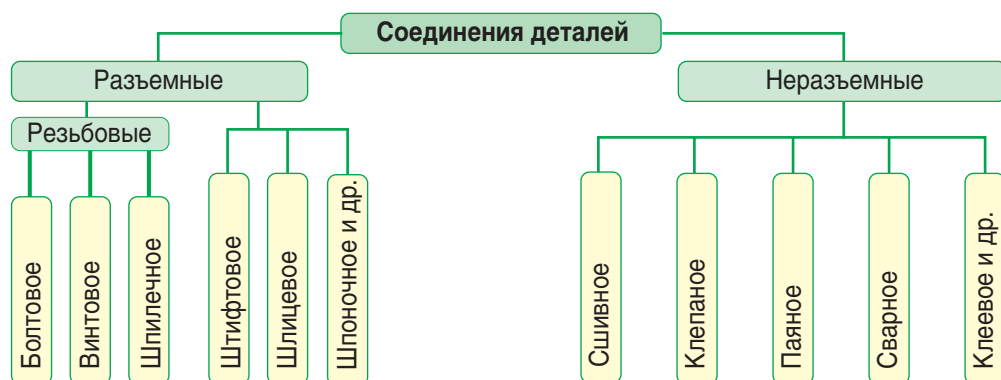 Соединения деталей
Разъемные
Неразъемные
Резьбовые
Болтовое
Винтовое
Шпилечное
Штифтовое
Шлицевое
Шпоночное и др.
Сшивное
Клепаное
Паяное
Сварное
Клеевое и др.